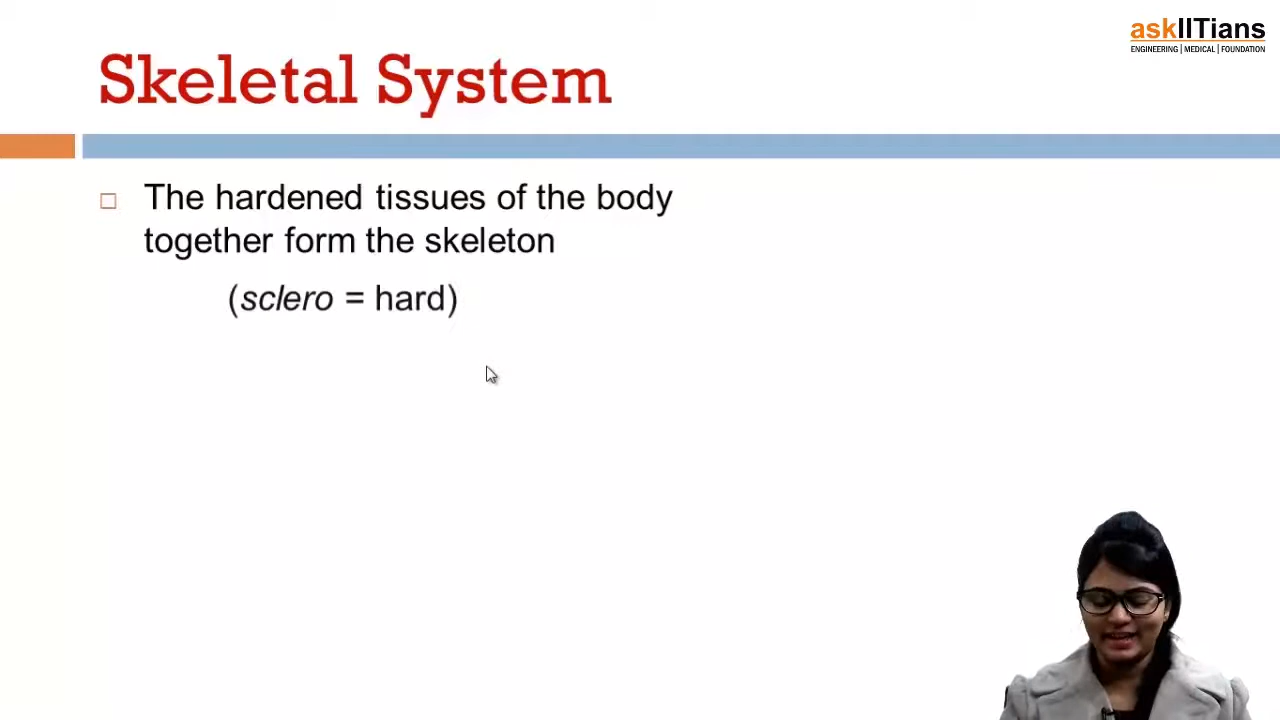 askIITians
ENGINEERING | MEDICAL | FOUNDATION
Skeletal System
The hardened tissues of the body
together form the skeleton
(sclero = hard)